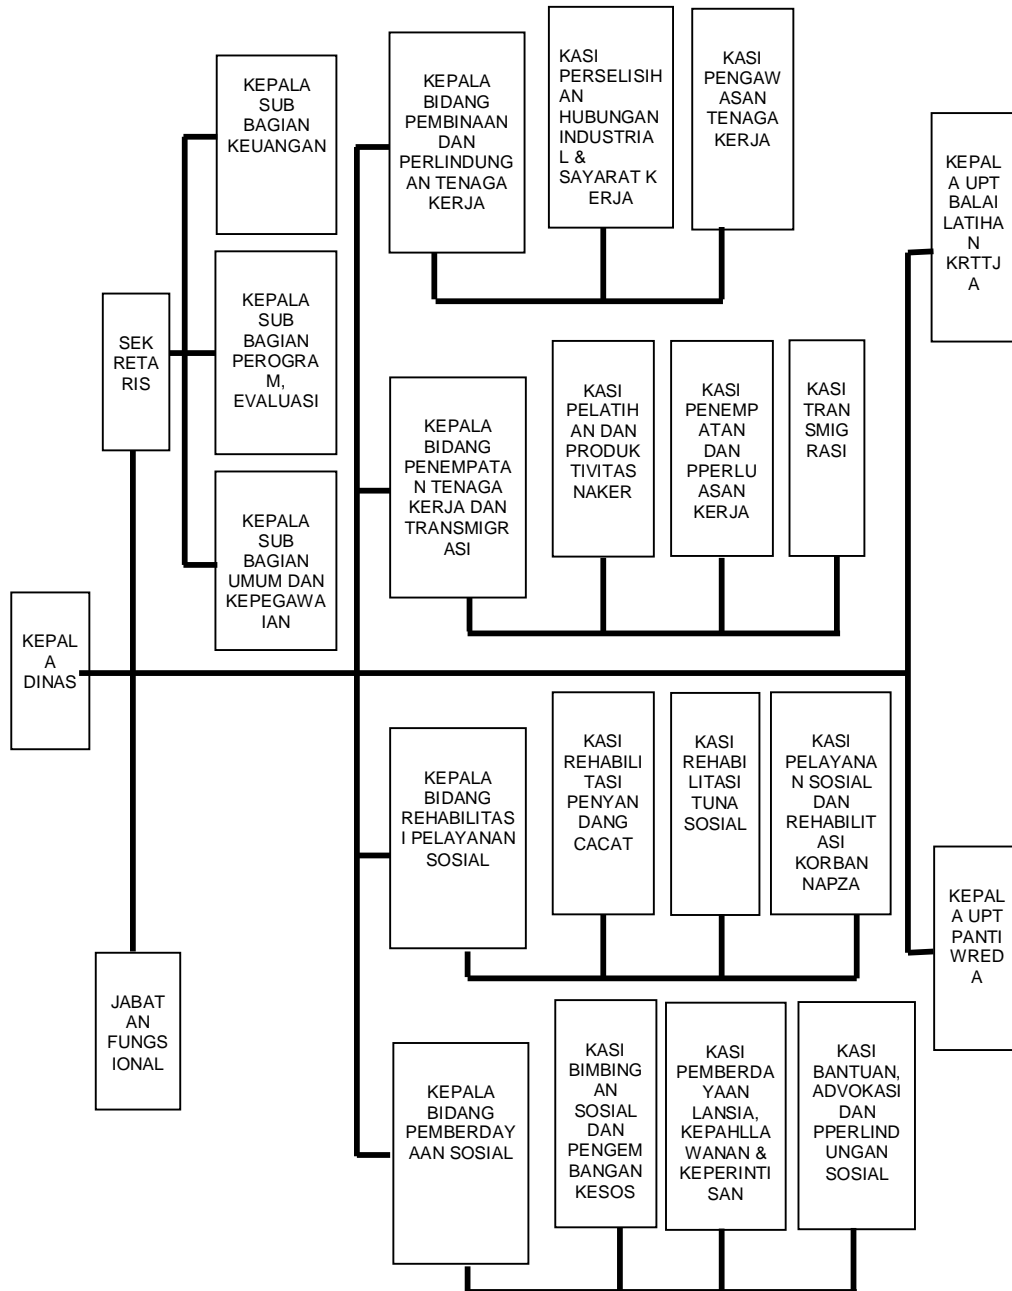 KEPAL
A
DINAS
SEK
RETA
RIS
JABAT
AN
FUNGS
IONAL
KEPALA
SUB
BAGIAN
KEUANGAN
KEPALA
SUB
BAGIAN
PEROGRA
M,
EVALUASI
KEPALA
SUB
BAGIAN
UMUM DAN
KEPEGAWA
IAN
KEPALA
BIDANG
PEMBINAAN
DAN
PERLINDUNG
AN TENAGA
KERJA
KASI
PERSELISIH
AN
HUBUNGAN
INDUSTRIA
L &
SAYARAT K
ERJA
KASI
PENGAW
ASAN
TENAGA
KERJA
KEPALA
BIDANG
PENEMPATA
N TENAGA
KERJA DAN
TRANSMIGR
ASI
KASI
PELATIH
AN DAN
PRODUK
TIVITAS
NAKER
KASI
PENEMP
ATAN
DAN
PPERLU
ASAN
KERJA
KASI
TRAN
SMIG
RASI
KEPALA
BIDANG
REHABILITAS
I PELAYANAN
SOSIAL
KASI
REHABILI
TASI
PENYAN
DANG
CACAT
KASI
REHAB
ILITASI
TUNA
SOSIAL
KASI
PELAYANA
N SOSIAL
DAN
REHABILIT
ASI
KORBAN
NAPZA
KEPALA
BIDANG
PEMBERDAY
AAN SOSIAL
KASI
BIMBING
AN
SOSIAL
DAN
PENGEM
BANGAN
KESOS
KASI
PEMBERDA
YAAN
LANSIA,
KEPAHLLA
WANAN &
KEPERINTI
SAN
KASI
BANTUAN,
ADVOKASI
DAN
PPERLIND
UNGAN
SOSIAL
KEPAL
A UPT
BALAI
LATIHA
N
KRTTJ
A
KEPAL
A UPT
PANTI
WRED
A